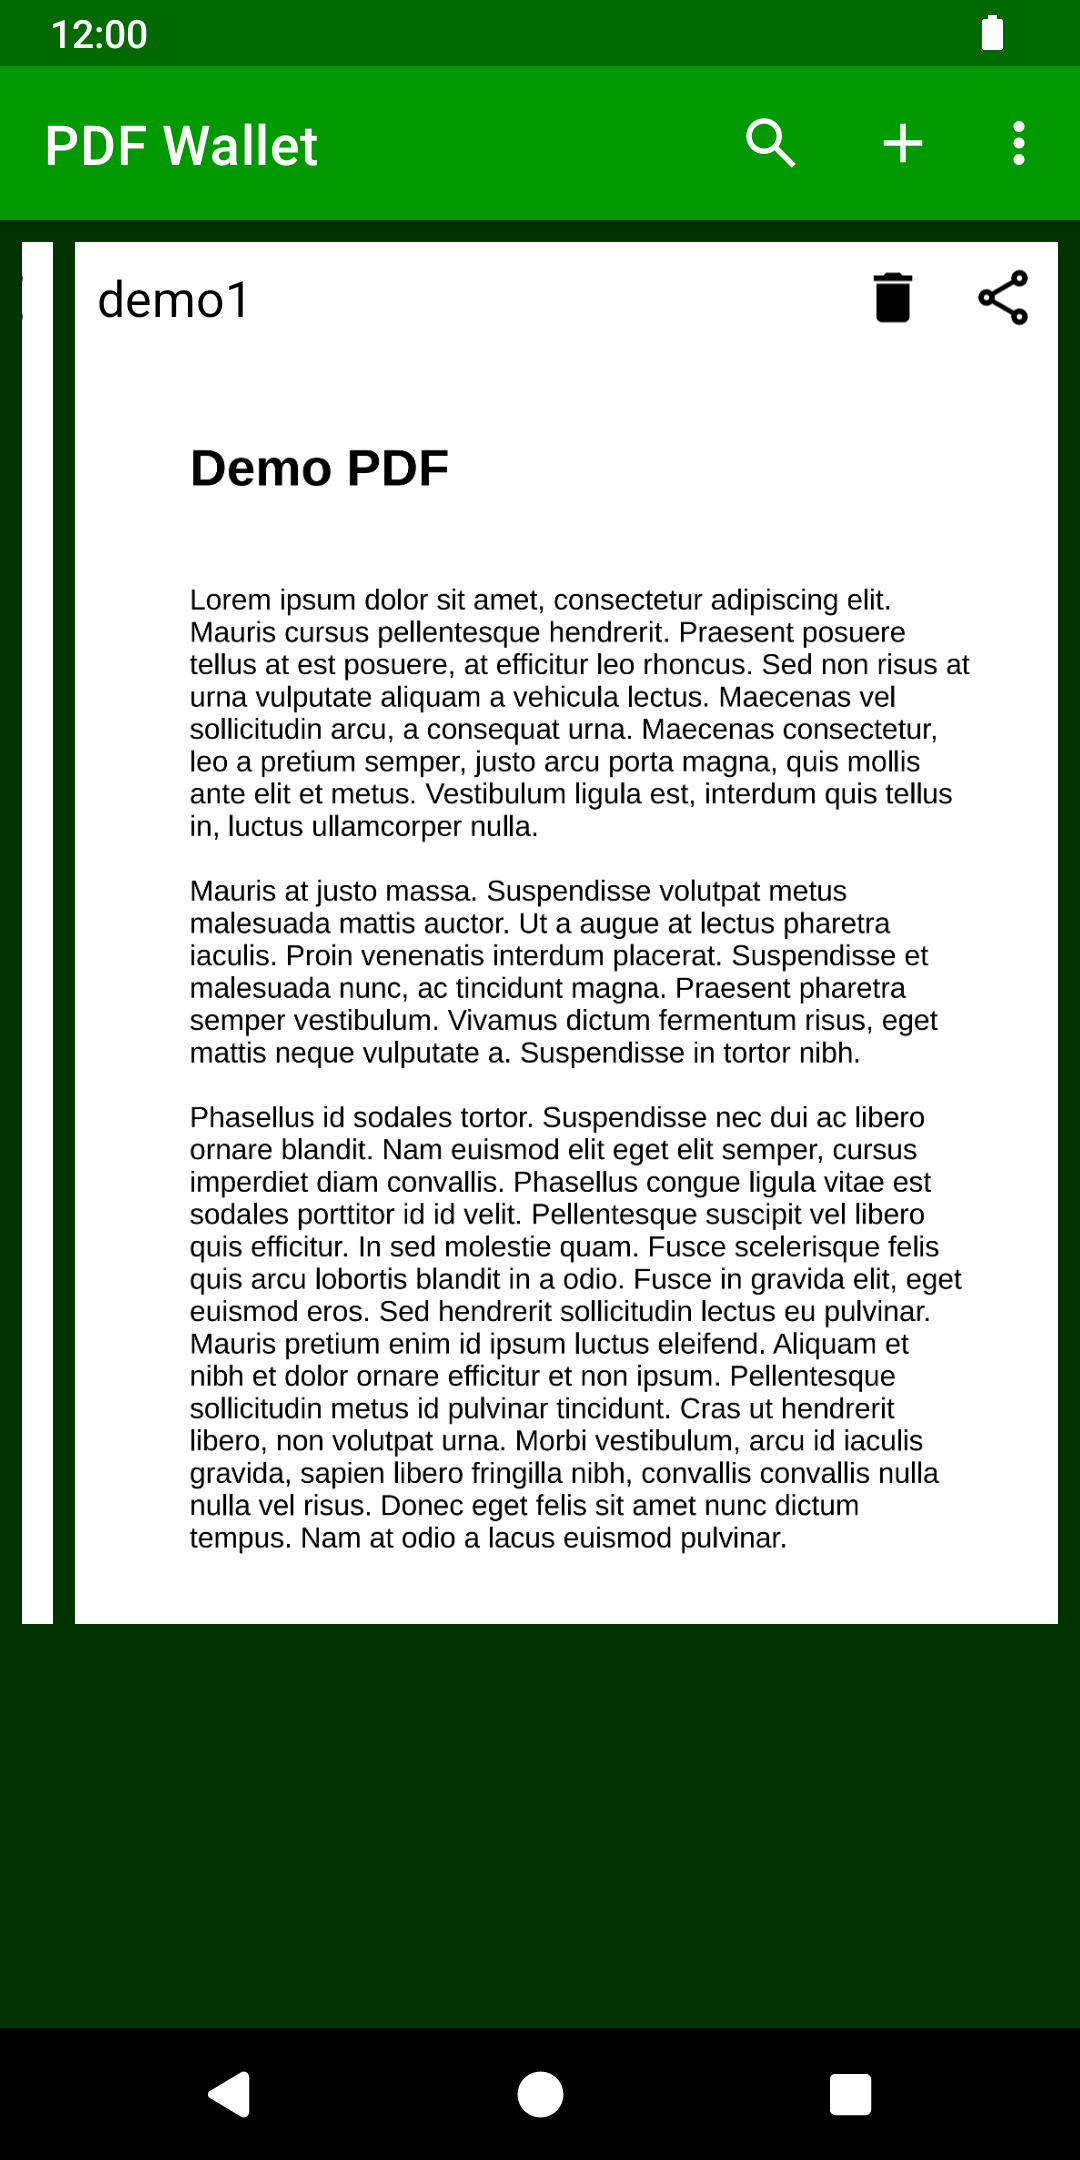 12:00
PDF Wallet
demo1
Demo PDF
Lorem ipsum dolor sit amet, consectetur adipiscing elit.
Mauris cursus pellentesque hendrerit. Praesent posuere
tellus at est posuere, at efficitur leo rhoncus. Sed non risus at
urna vulputate aliquam a vehicula lectus. Maecenas vel
sollicitudin arcu, a consequat urna. Maecenas consectetur,
leo a pretium semper, justo arcu porta magna, quis mollis
ante elit et metus. Vestibulum ligula est, interdum quis tellus
in, luctus ullamcorper nulla.
Mauris at justo massa. Suspendisse volutpat metus
malesuada mattis auctor. Ut a augue at lectus pharetra
iaculis. Proin venenatis interdum placerat. Suspendisse et
malesuada nunc, ac tincidunt magna. Praesent pharetra
semper vestibulum. Vivamus dictum fermentum risus, eget
mattis neque vulputate a. Suspendisse in tortor nibh.
Phasellus id sodales tortor. Suspendisse nec dui ac libero
ornare blandit. Nam euismod elit eget elit semper, cursus
imperdiet diam convallis. Phasellus congue ligula vitae est
sodales porttitor id id velit. Pellentesque suscipit vel libero
quis efficitur. In sed molestie quam. Fusce scelerisque felis
quis arcu lobortis blandit in a odio. Fusce in gravida elit, eget
euismod eros. Sed hendrerit sollicitudin lectus eu pulvinar.
Mauris pretium enim id ipsum luctus eleifend. Aliquam et
nibh et dolor ornare efficitur et non ipsum. Pellentesque
sollicitudin metus id pulvinar tincidunt. Cras ut hendrerit
libero, non volutpat urna. Morbi vestibulum, arcu id iaculis
gravida, sapien libero fringilla nibh, convallis convallis nulla
nulla vel risus. Donec eget felis sit amet nunc dictum
tempus. Nam at odio a lacus euismod pulvinar.